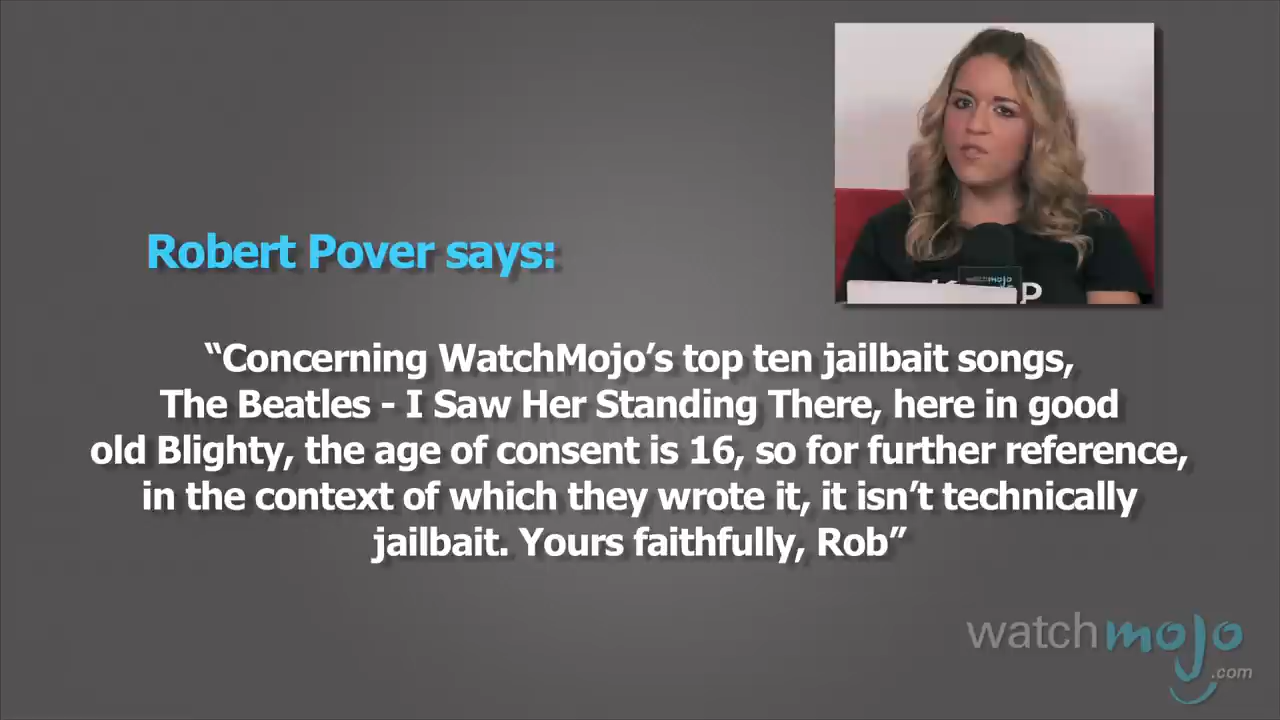 Robert Pover says:
“Concerning WatchMojo’s top ten jailbait songs,
The Beatles - I Saw Her Standing There, here in good
old Blighty, the age of consent is 16, so for further reference,
in the context of which they wrote it, it isn’t technically
jailbait. Yours faithfully, Rob”
watchmojo
watchmojo
.com